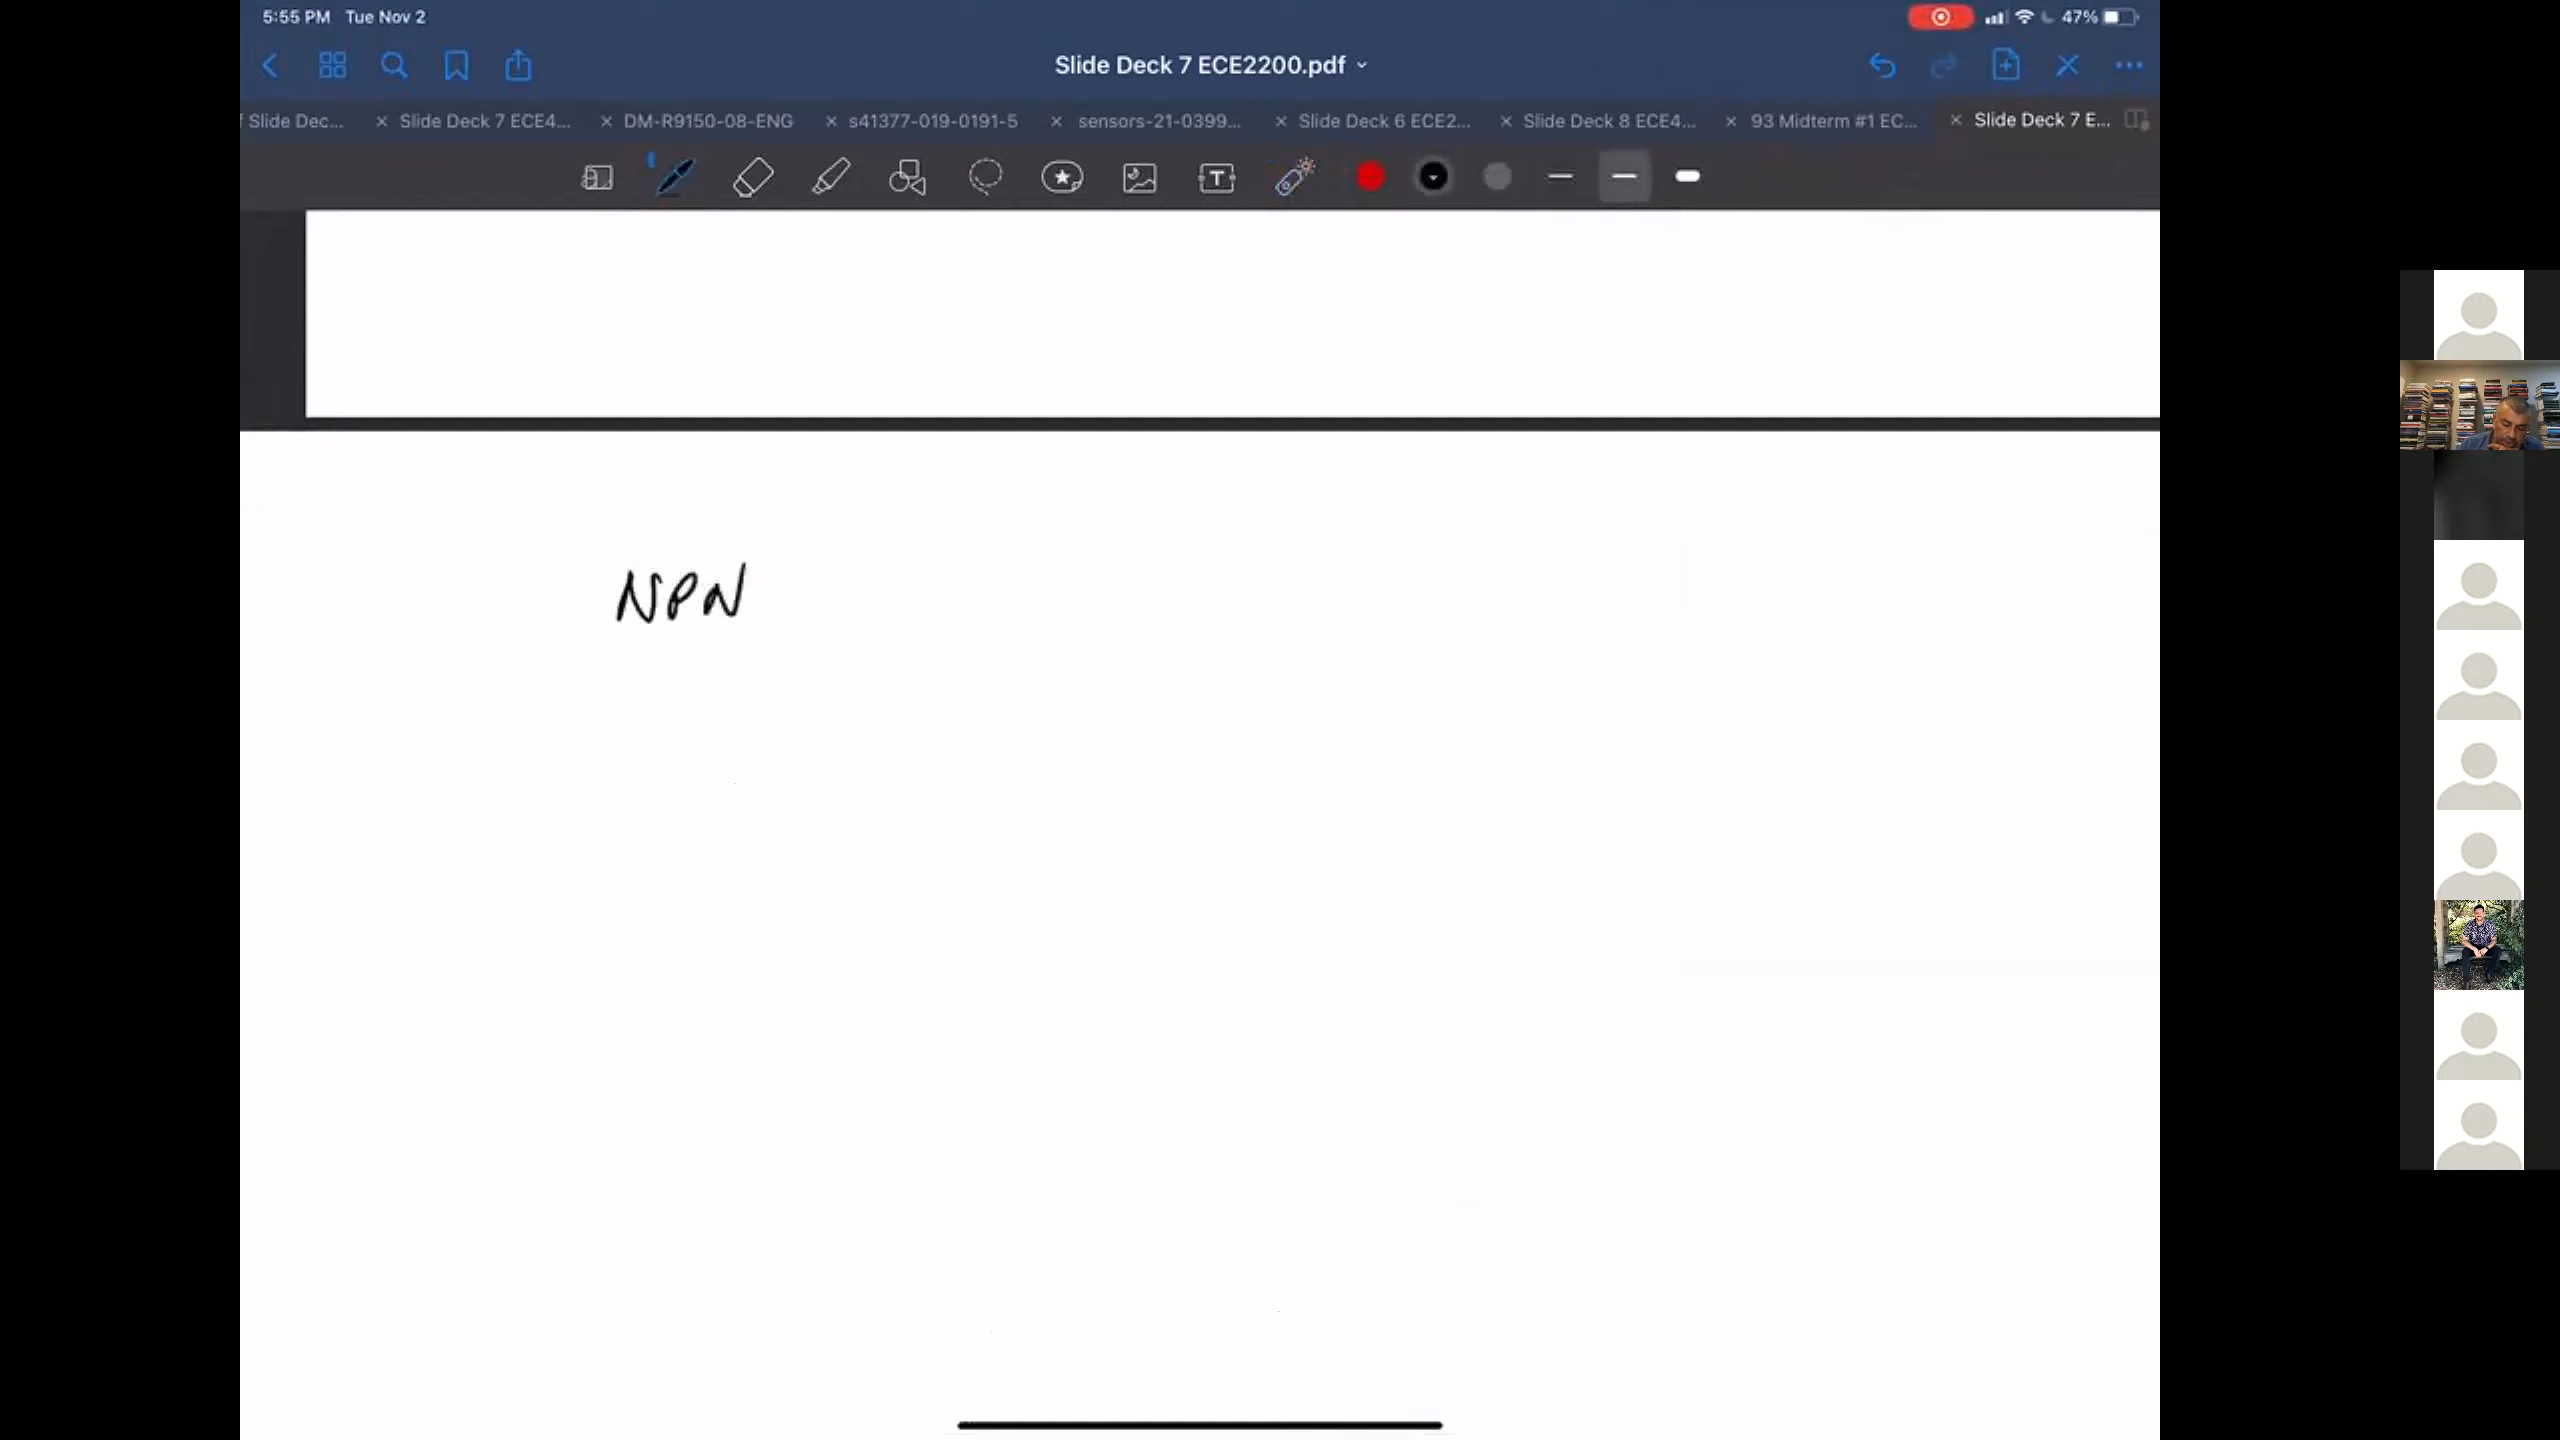 5:55 PM Tue Nov 2
47%
Slide Deck 7 ECE2200.pdf
Slide Dec...
Slide Deck 7 ECE4...
DM-R9150-08-ENG
s41377-019-0191-5
sensors-21-0399...
Slide Deck 6 ECE2...
Slide Deck 8 ECE4...
93 Midterm #1 EC...
Slide Deck 7 E...
T
NPN